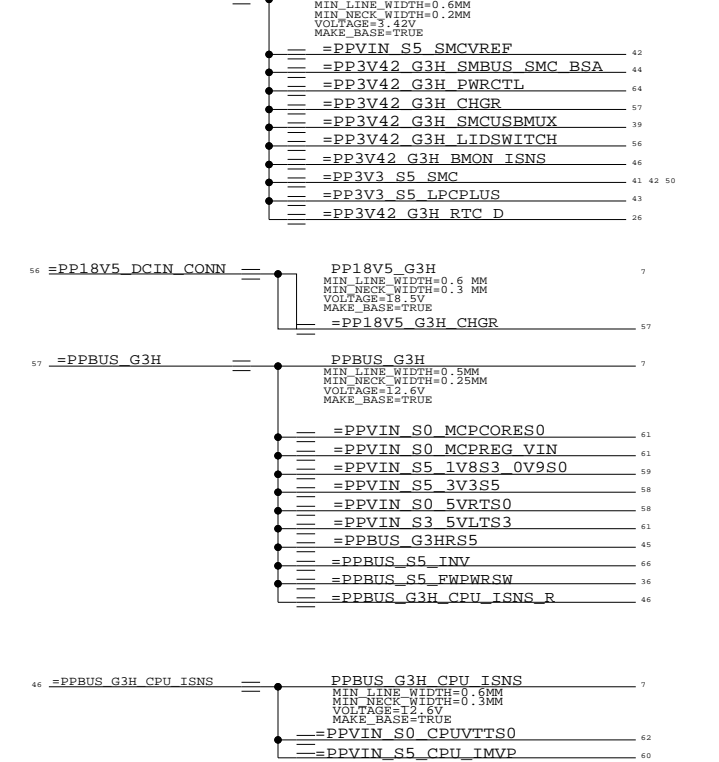 MIN_LINE_WIDTH=0.6MM
MIN_NECK_WIDTH=0.2MM
VOLTAGE=3.42V
MAKE_BASE=TRUE
=PPVIN_S5_SMCVREF 42
=PP3V42_G3H_SMBUS_SMC_BSA 44
=PP3V42_G3H_PWRCTL 64
=PP3V42_G3H_CHGR 57
=PP3V42_G3H_SMCUSBMUX 39
=PP3V42_G3H_LIDSWITCH 56
=PP3V42_G3H_BMON_ISNS 46
=PP3V3_S5_SMC 41 42 50
=PP3V3_S5_LPCPLUS 43
=PP3V42_G3H_RTC_D 26
56 =PP18V5_DCIN_CONN PP18V5_G3H 7
MIN_LINE_WIDTH=0.6 MM
MIN_NECK_WIDTH=0.3 MM
VOLTAGE=18.5V
MAKE_BASE=TRUE
=PP18V5_G3H_CHGR 57
57 =PPBUS_G3H PPBUS_G3H 7
MIN_LINE_WIDTH=0.5MM
MIN_NECK_WIDTH=0.25MM
VOLTAGE=12.6V
MAKE_BASE=TRUE
=PPVIN_S0_MCPCORES0 61
=PPVIN_S0_MCPREG_VIN 61
=PPVIN_S5_1V8S3_0V9S0 59
=PPVIN_S5_3V3S5 58
=PPVIN_S0_5VRTS0 58
=PPVIN_S3_5VLTS3 61
=PPBUS_G3HRS5 45
=PPBUS_S5_INV 66
=PPBUS_S5_FWPWRSW 36
=PPBUS_G3H_CPU_ISNS_R 46
46 =PPBUS_G3H_CPU_ISNS PPBUS_G3H_CPU_ISNS 7
MIN_LINE_WIDTH=0.6MM
MIN_NECK_WIDTH=0.3MM
VOLTAGE=12.6V
MAKE_BASE=TRUE
=PPVIN_S0_CPUVTTS0 62
=PPVIN_S5_CPU_IMVP 60